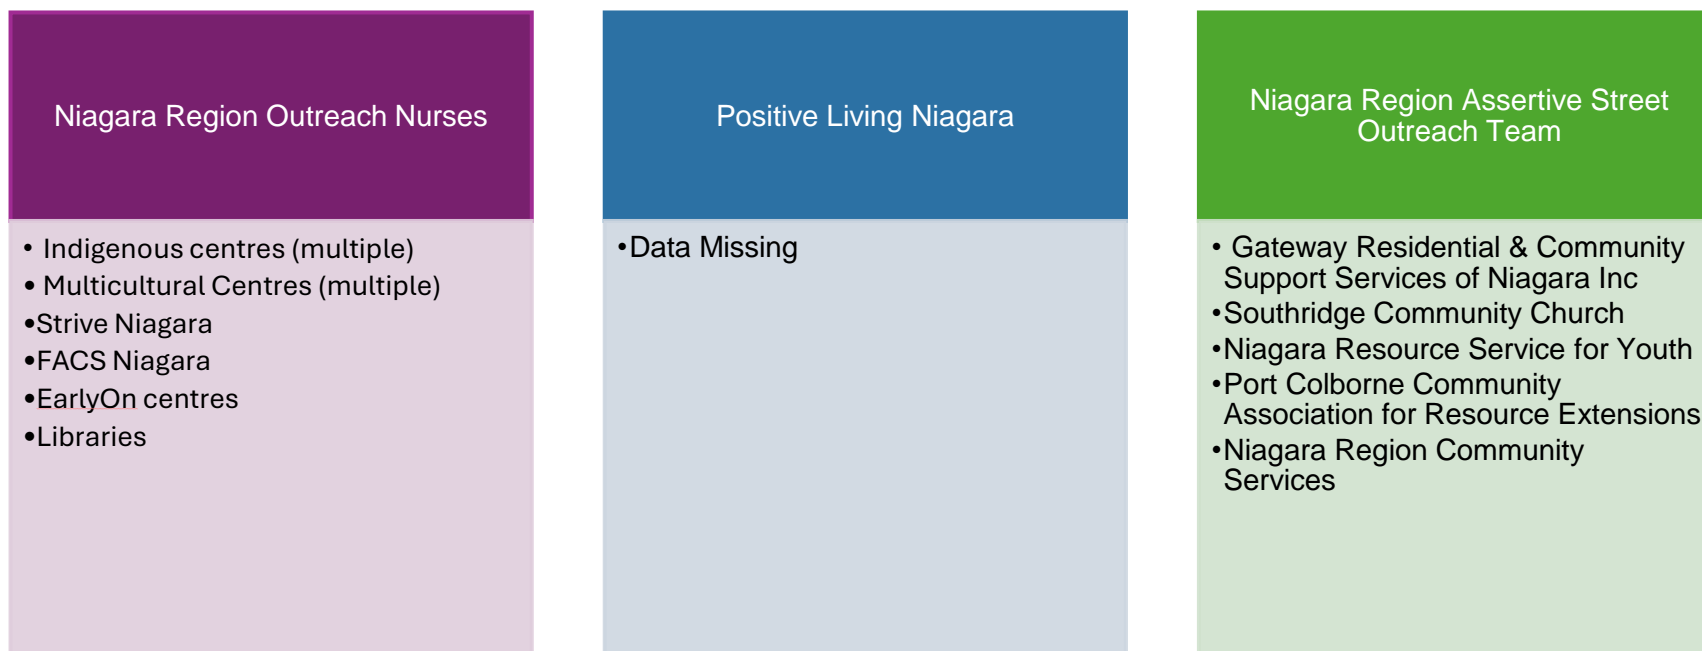 Niagara Region Outreach Nurses
• Indigenous centres (multiple)
• Multicultural Centres (multiple)
•Strive Niagara
•FACS Niagara
•EarlyOn centres
•Libraries
Positive Living Niagara
•Data Missing
Niagara Region Assertive Street
Outreach Team
• Gateway Residential & Community
Support Services of Niagara Inc
•Southridge Community Church
•Niagara Resource Service for Youth
•Port Colborne Community
Association for Resource Extensions
•Niagara Region Community
Services